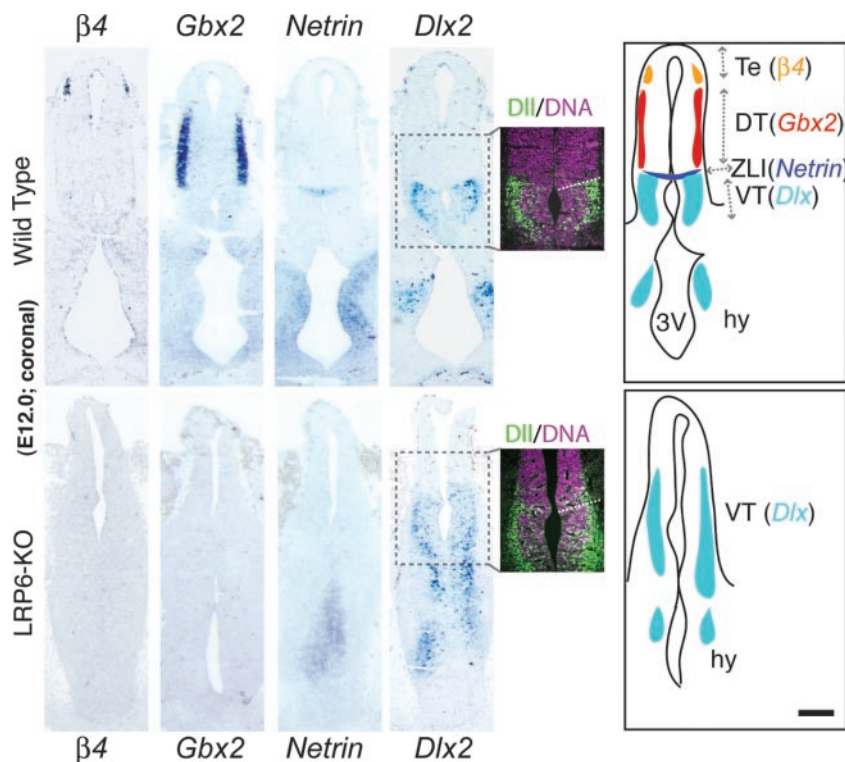 β4 Gbx2 Netrin Dlx2
Wild Type
(E12.0; coronal)
LRP6-KO
Dll/DNA
Te (β4)
DT(Gbx2)
ZLI(Netrin)
VT(Dlx)
hy
3V
Dll/DNA
VT (Dlx)
hy
β4 Gbx2 Netrin Dlx2